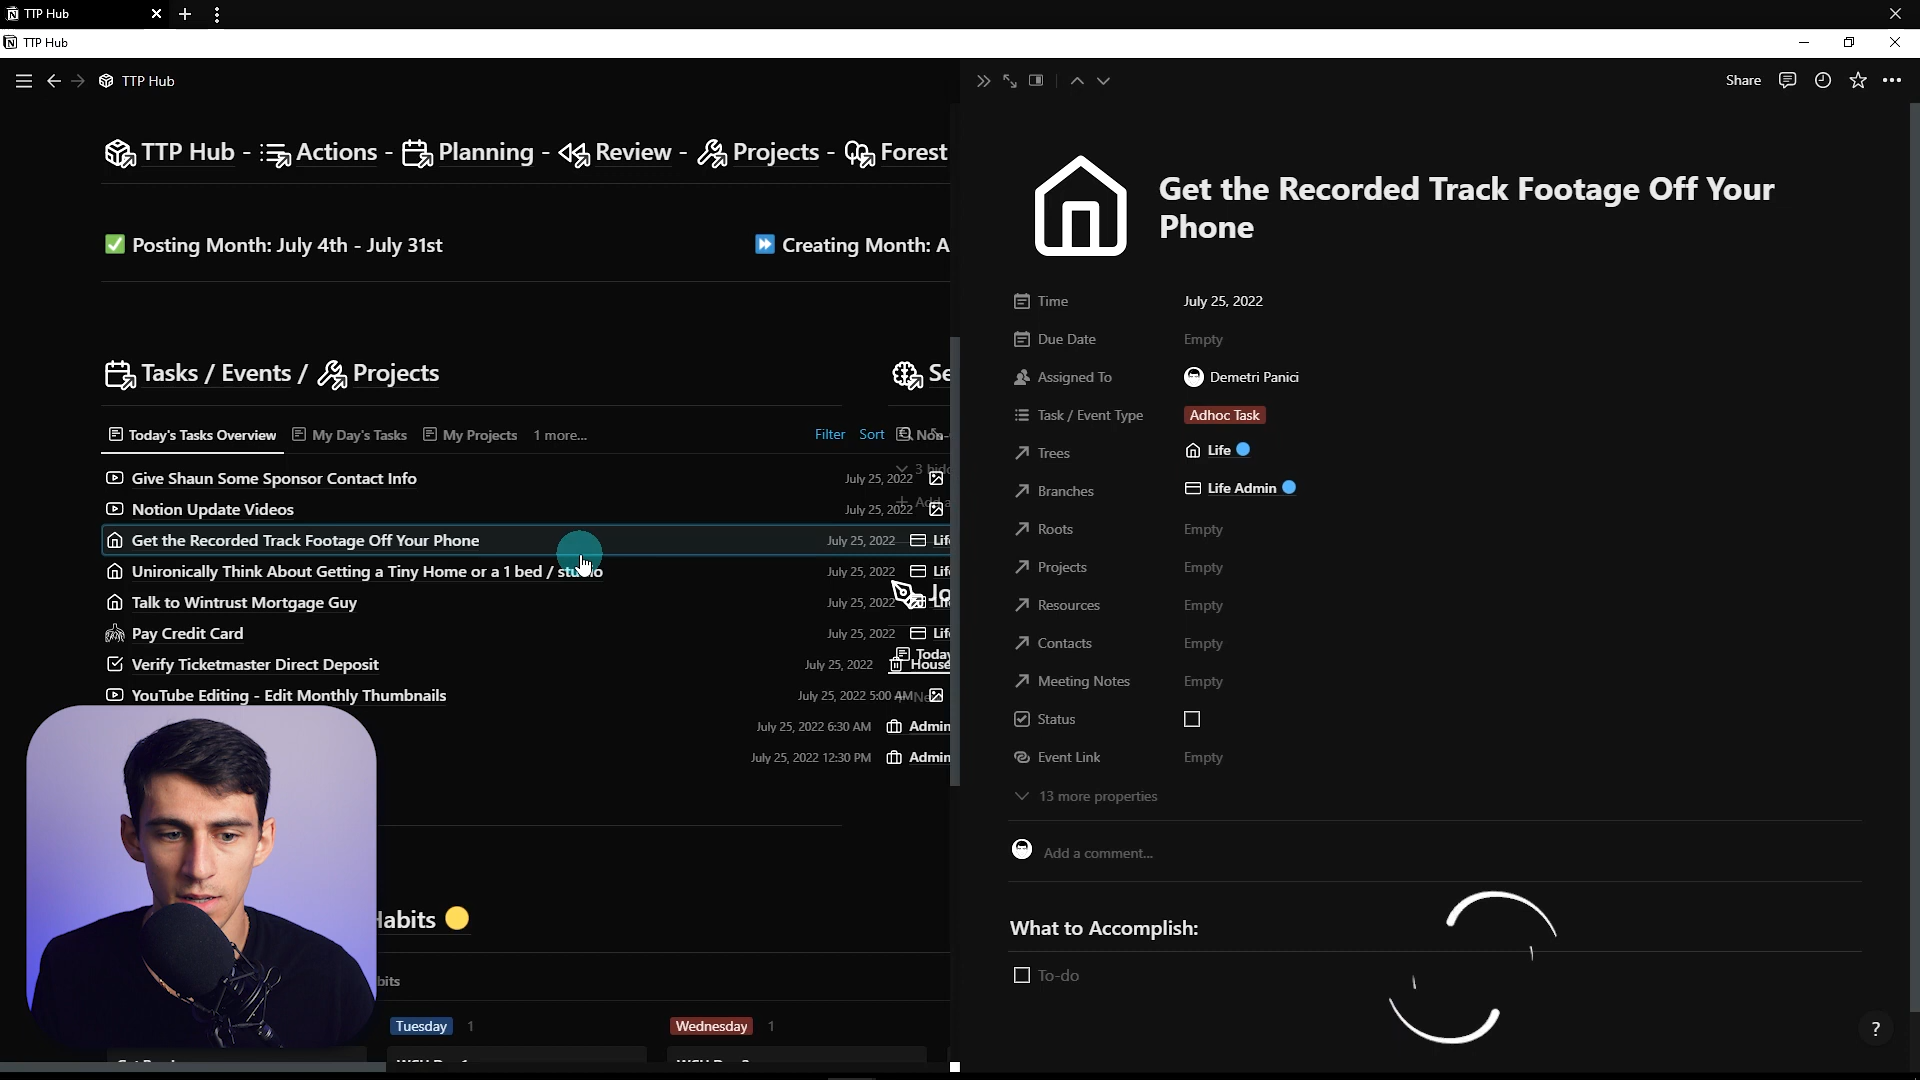 TTP Hub
TTP Hub
TTP Hub
Share
TTP Hub - Actions - Planning - Review - Projects - Forest
✅ Posting Month: July 4th - July 31st
⏩ Creating Month: A
Tasks / Events / Projects
Se
Today's Tasks Overview My Day's Tasks My Projects 1 more...
Filter Sort
Give Shaun Some Sponsor Contact Info July 25, 2022
Notion Update Videos July 25, 2022
Get the Recorded Track Footage Off Your Phone July 25, 2022 Life
Unironically Think About Getting a Tiny Home or a 1 bed / studio July 25, 2022
Talk to Wintrust Mortgage Guy July 25, 2022
Jo
Pay Credit Card July 25, 2022
Today
Verify Ticketmaster Direct Deposit July 25, 2022 House
YouTube Editing - Edit Monthly Thumbnails July 25, 2022 5:00 AM
July 25, 2022 6:30 AM Admin
July 25, 2022 12:30 PM Admin
Habits
bits
Tuesday 1
Wednesday 1
Get the Recorded Track Footage Off Your
Phone
Time July 25, 2022
Due Date Empty
Assigned To Demetri Panici
Task / Event Type Adhoc Task
Trees Life
Branches Life Admin
Roots Empty
Projects Empty
Resources Empty
Contacts Empty
Meeting Notes Empty
Status
Event Link Empty
13 more properties
Add a comment...
What to Accomplish:
To-do
?